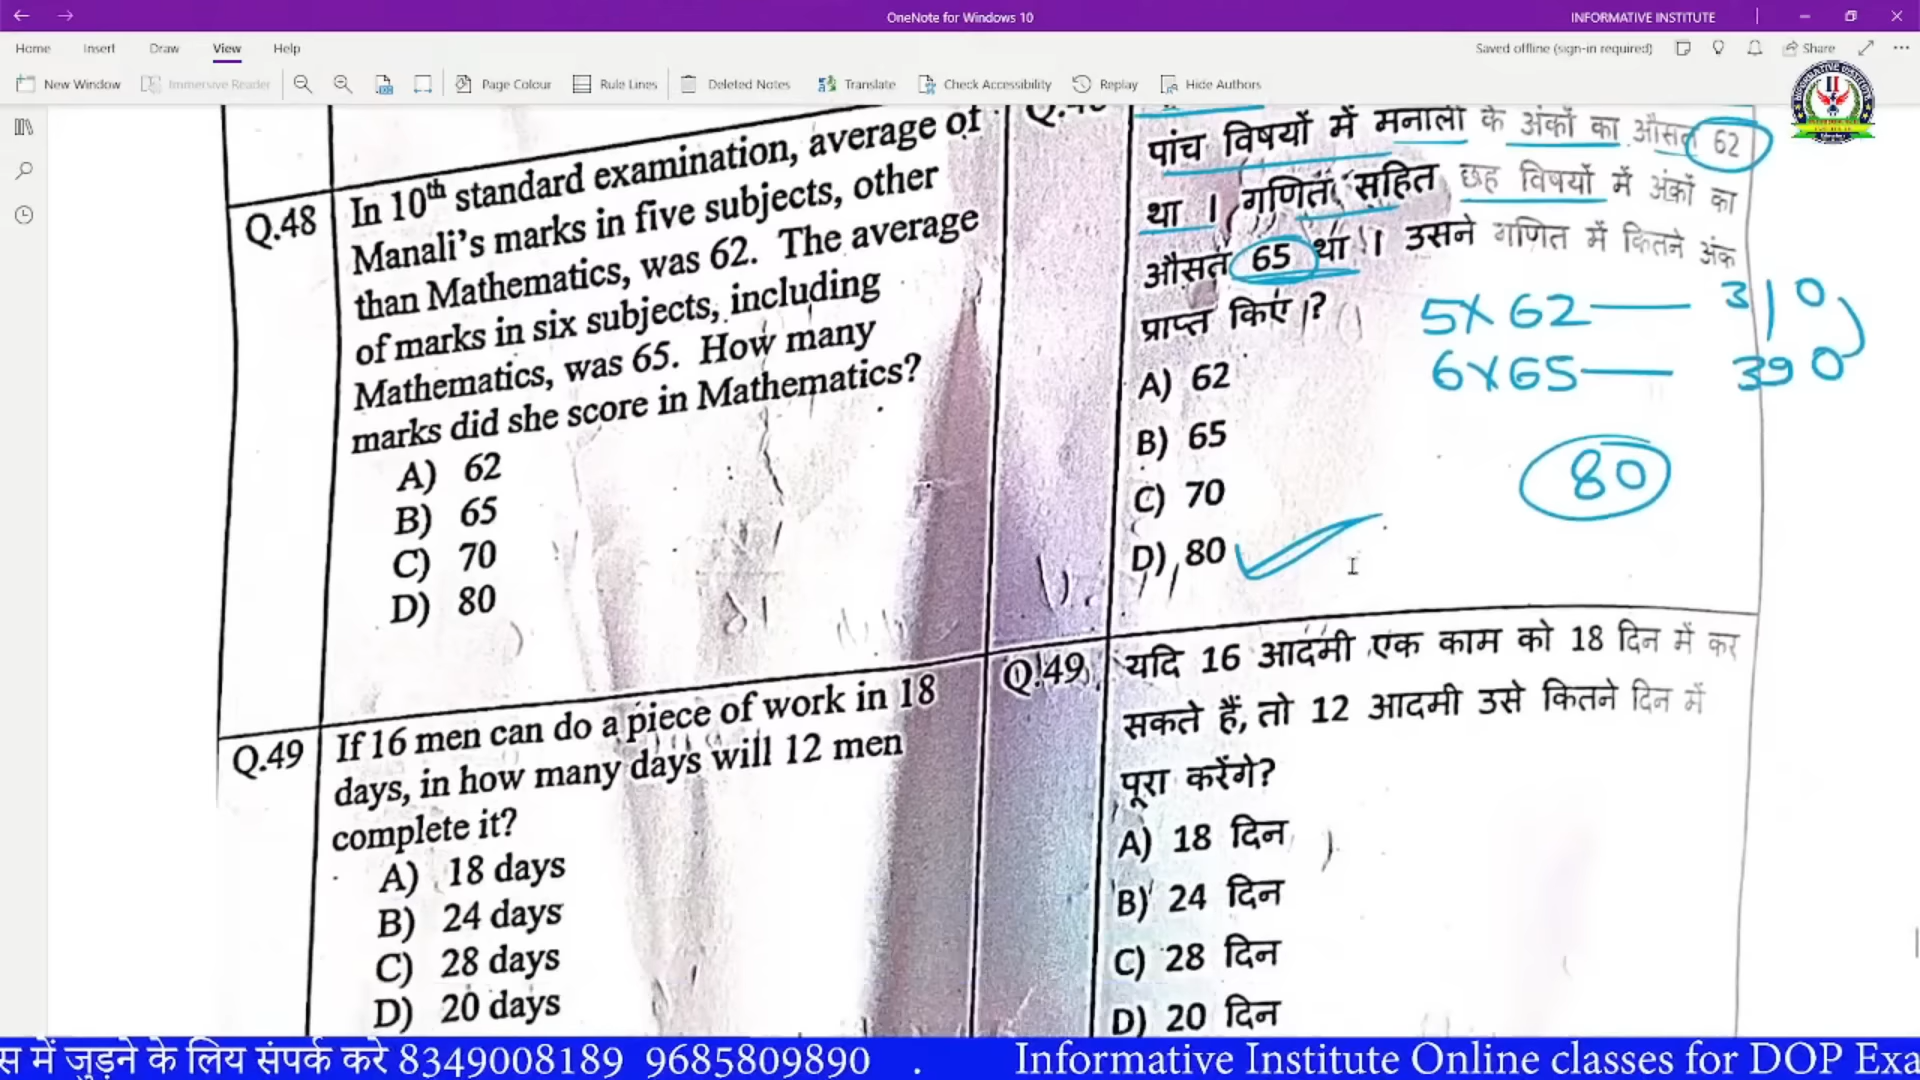 OneNote for Windows 10
INFORMATIVE INSTITUTE
Home Insert Draw View Help
Saved offline (sign-in required)
Share
New Window
Immersive Reader
Page Colour
Rule Lines
Deleted Notes
Translate
Check Accessibility
Replay
Hide Authors
Q.48
In 10th standard examination, average of
Manali's marks in five subjects, other
than Mathematics, was 62. The average
of marks in six subjects, including
Mathematics, was 65. How many
marks did she score in Mathematics?
A) 62
B) 65
C) 70
D) 80
पांच विषयों में मनाली के अंकों का औसत 62
था । गणित सहित छह विषयों में अंकों का
औसत 65 था । उसने गणित में कितने अंक
प्राप्त किए ?
A) 62
B) 65
C) 70
D) 80
5x62 — 310
6x65 — 390
80
Q.49
If 16 men can do a piece of work in 18
days, in how many days will 12 men
complete it?
A) 18 days
B) 24 days
C) 28 days
D) 20 days
Q.49
यदि 16 आदमी एक काम को 18 दिन में कर
सकते हैं, तो 12 आदमी उसे कितने दिन में
पूरा करेंगे?
A) 18 दिन
B) 24 दिन
C) 28 दिन
D) 20 दिन
स में जुड़ने के लिय संपर्क करे 8349008189 9685809890 . Informative Institute Online classes for DOP Exa